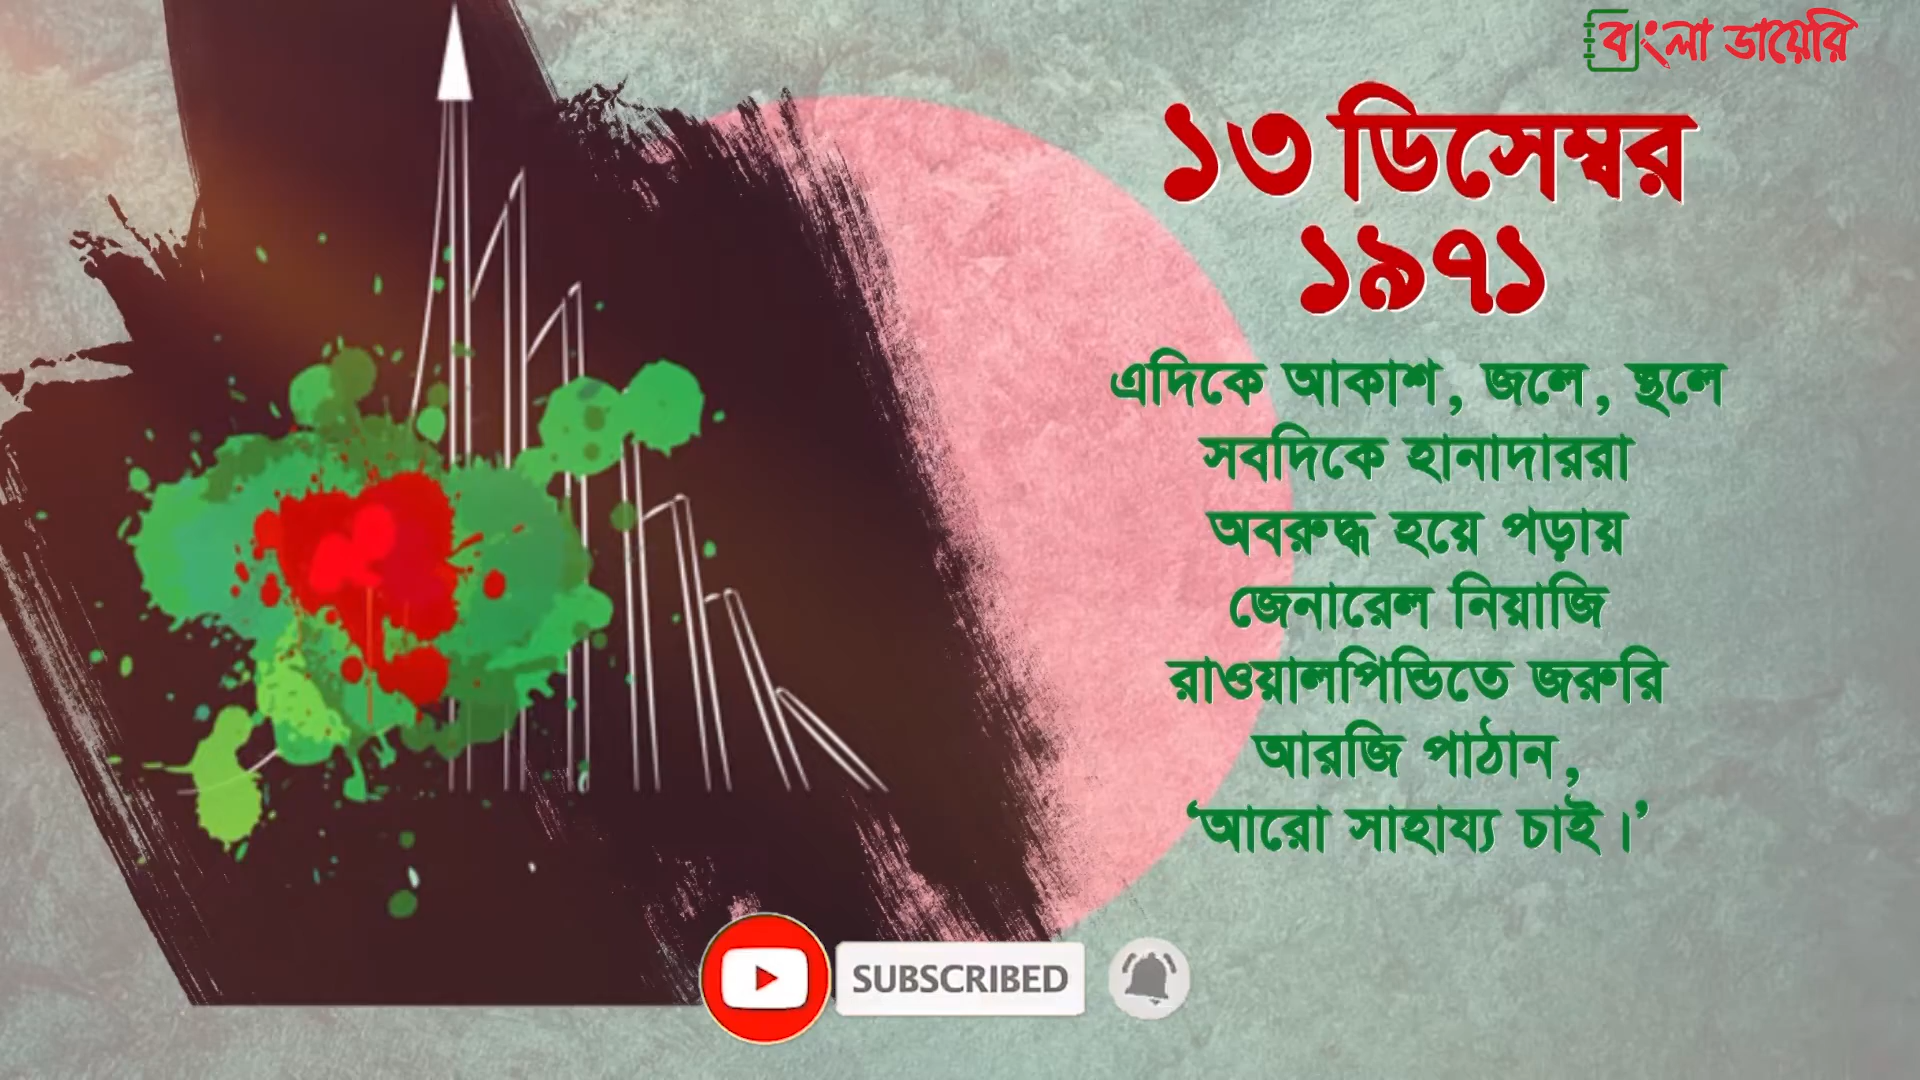 বাংলা ডায়েরি
১৩ ডিসেম্বর
১৯৭১
এদিকে আকাশ, জলে, স্থলে
সবদিকে হানাদাররা
অবরুদ্ধ হয়ে পড়ায়
জেনারেল নিয়াজি
রাওয়ালপিন্ডিতে জরুরি
আরজি পাঠান,
‘আরো সাহায্য চাই।’
SUBSCRIBED